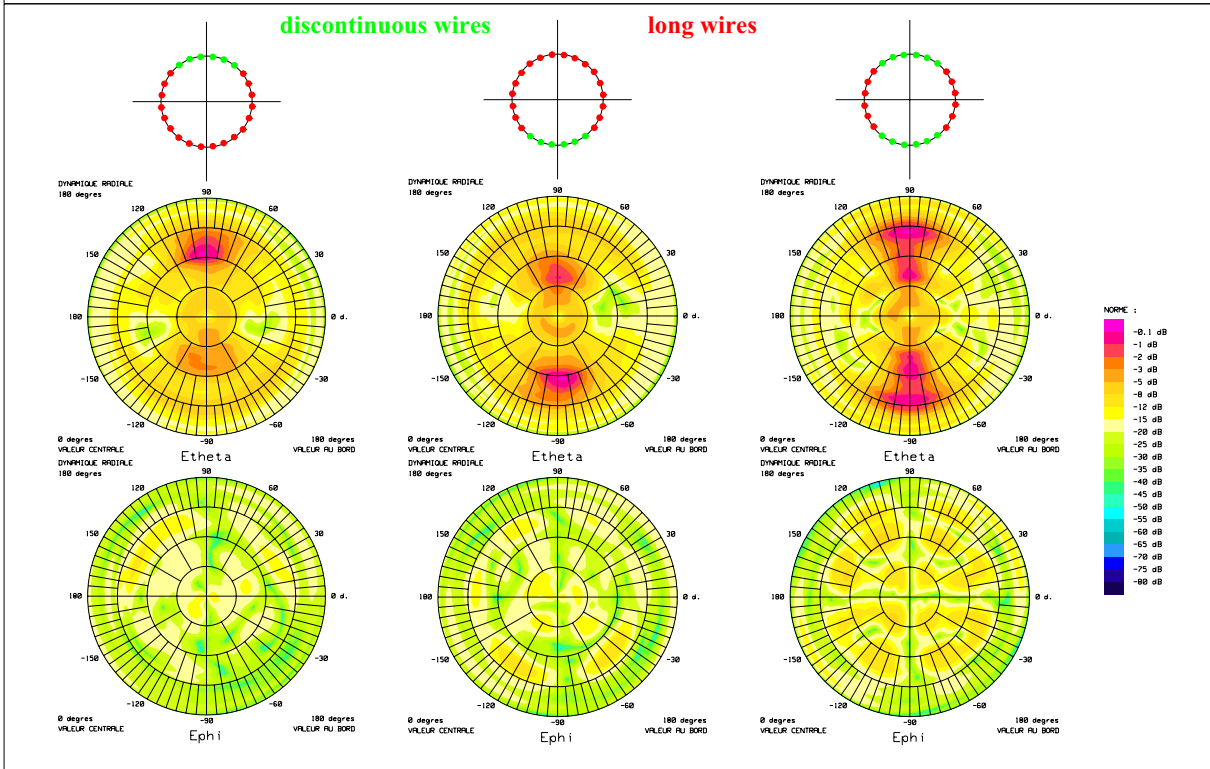 discontinuous wires long wires
DYNAMIQUE RADIALE
180 degres
90
120
60
150
30
180
0 d.
-150
-30
-120
-60
-90
0 degres
VALEUR CENTRALE
180 degres
VALEUR AU BORD
Etheta
DYNAMIQUE RADIALE
180 degres
90
120
60
150
30
180
0 d.
-150
-30
-120
-60
-90
0 degres
VALEUR CENTRALE
180 degres
VALEUR AU BORD
Etheta
DYNAMIQUE RADIALE
180 degres
90
120
60
150
30
180
0 d.
-150
-30
-120
-60
-90
0 degres
VALEUR CENTRALE
180 degres
VALEUR AU BORD
Etheta
NORME :
-0.1 dB
-1 dB
-2 dB
-3 dB
-5 dB
-8 dB
-12 dB
-15 dB
-20 dB
-25 dB
-30 dB
-35 dB
-40 dB
-45 dB
-50 dB
-55 dB
-60 dB
-65 dB
-70 dB
-75 dB
-80 dB
DYNAMIQUE RADIALE
180 degres
90
120
60
150
30
180
0 d.
-150
-30
-120
-60
-90
0 degres
VALEUR CENTRALE
180 degres
VALEUR AU BORD
Ephi
DYNAMIQUE RADIALE
180 degres
90
120
60
150
30
180
0 d.
-150
-30
-120
-60
-90
0 degres
VALEUR CENTRALE
180 degres
VALEUR AU BORD
Ephi
DYNAMIQUE RADIALE
180 degres
90
120
60
150
30
180
0 d.
-150
-30
-120
-60
-90
0 degres
VALEUR CENTRALE
180 degres
VALEUR AU BORD
Ephi